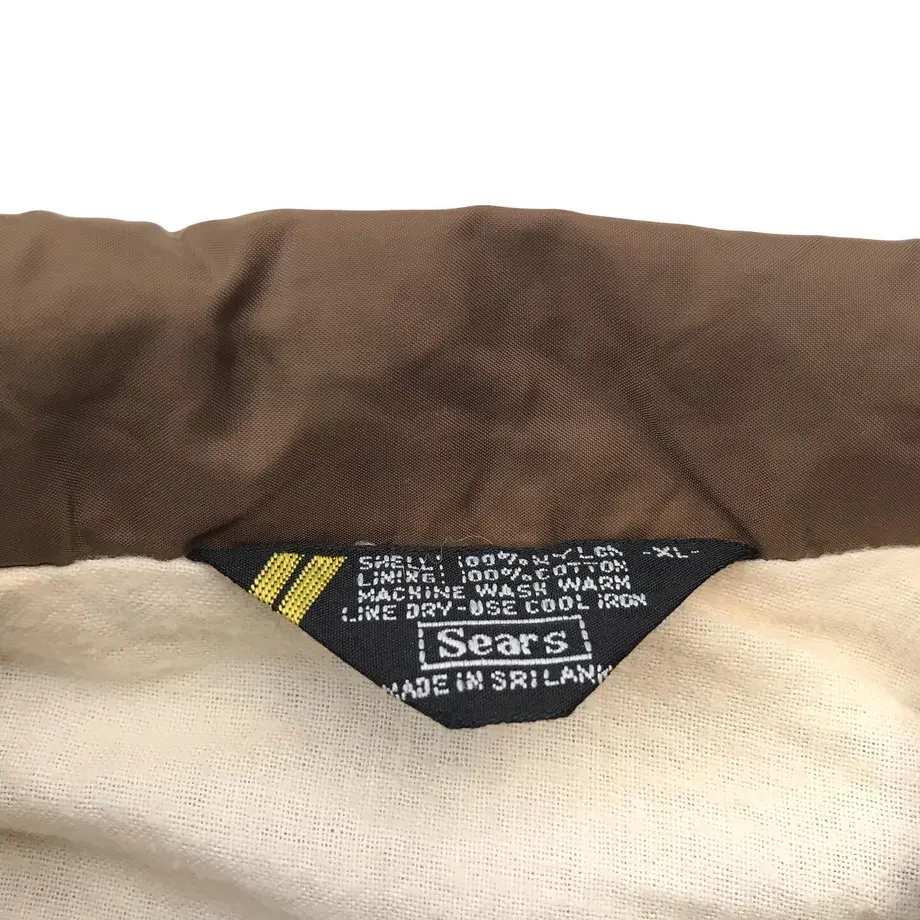 SHELL: 100% NYLON -XL-
LINING: 100% COTTON
MACHINE WASH WARM
LINE DRY-USE COOL IRON
Sears
MADE IN SRI LANK